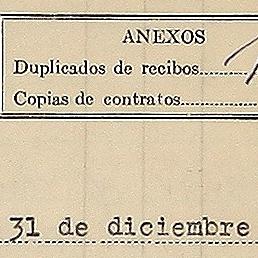 ANEXOS
Duplicados de recibos
Copias de contratos
31 de diciembre